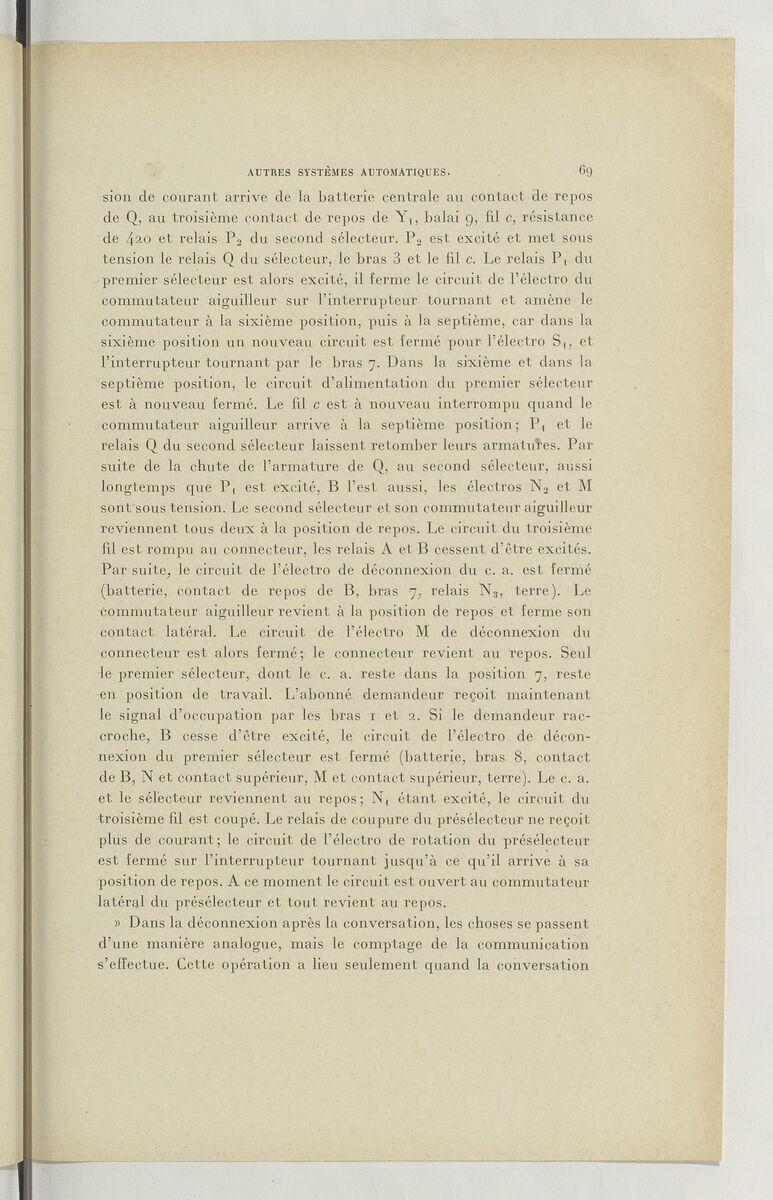 AUTRES SYSTÈMES AUTOMATIQUES. 69
sion de courant arrive de la batterie centrale au contact de repos
de Q, au troisième contact de repos de Y₁, balai 9, fil c, résistance
de 420 et relais P₂ du second sélecteur. P₂ est excité et met sous
tension le relais Q du sélecteur, le bras 3 et le fil c. Le relais P₁ du
premier sélecteur est alors excité, il ferme le circuit de l'électro du
commutateur aiguilleur sur l'interrupteur tournant et amène le
commutateur à la sixième position, puis à la septième, car dans la
sixième position un nouveau circuit est fermé pour l'électro S₁, et
l'interrupteur tournant par le bras 7. Dans la sixième et dans la
septième position, le circuit d'alimentation du premier sélecteur
est à nouveau fermé. Le fil c est à nouveau interrompu quand le
commutateur aiguilleur arrive à la septième position; P₁ et le
relais Q du second sélecteur laissent retomber leurs armatures. Par
suite de la chute de l'armature de Q, au second sélecteur, aussi
longtemps que P₁ est excité, B l'est aussi, les électros N₂ et M
sont sous tension. Le second sélecteur et son commutateur aiguilleur
reviennent tous deux à la position de repos. Le circuit du troisième
fil est rompu au connecteur, les relais A et B cessent d'être excités.
Par suite, le circuit de l'électro de déconnexion du c. a. est fermé
(batterie, contact de repos de B, bras 7, relais N₃, terre). Le
commutateur aiguilleur revient à la position de repos et ferme son
contact latéral. Le circuit de l'électro M de déconnexion du
connecteur est alors fermé; le connecteur revient au repos. Seul
le premier sélecteur, dont le c. a. reste dans la position 7, reste
en position de travail. L'abonné demandeur reçoit maintenant
le signal d'occupation par les bras 1 et 2. Si le demandeur rac-
croche, B cesse d'être excité, le circuit de l'électro de décon-
nexion du premier sélecteur est fermé (batterie, bras 8, contact
de B, N et contact supérieur, M et contact supérieur, terre). Le c. a.
et le sélecteur reviennent au repos; N₁ étant excité, le circuit du
troisième fil est coupé. Le relais de coupure du présélecteur ne reçoit
plus de courant; le circuit de l'électro de rotation du présélecteur
est fermé sur l'interrupteur tournant jusqu'à ce qu'il arrive à sa
position de repos. A ce moment le circuit est ouvert au commutateur
latéral du présélecteur et tout revient au repos.
» Dans la déconnexion après la conversation, les choses se passent
d'une manière analogue, mais le comptage de la communication
s'effectue. Cette opération a lieu seulement quand la conversation